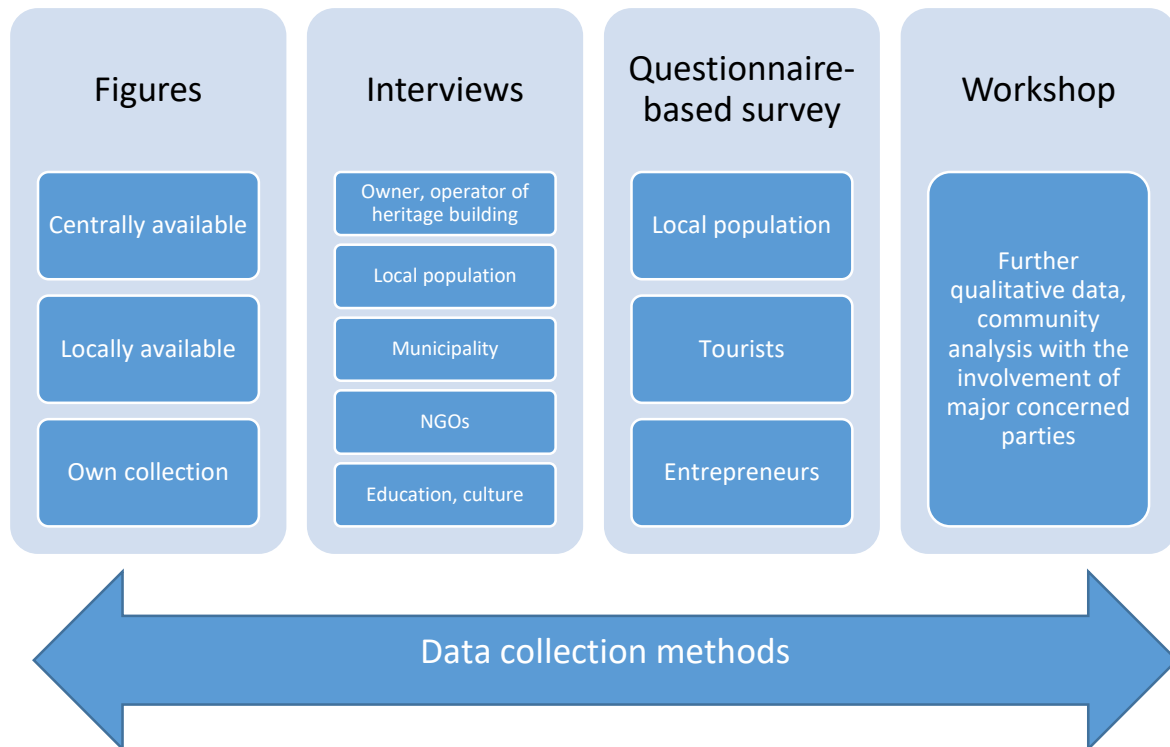 Figures
Centrally available
Locally available
Own collection
Interviews
Owner, operator of
heritage building
Local population
Municipality
NGOs
Education, culture
Questionnaire-
based survey
Local population
Tourists
Entrepreneurs
Workshop
Further
qualitative data,
community
analysis with the
involvement of
major concerned
parties
Data collection methods